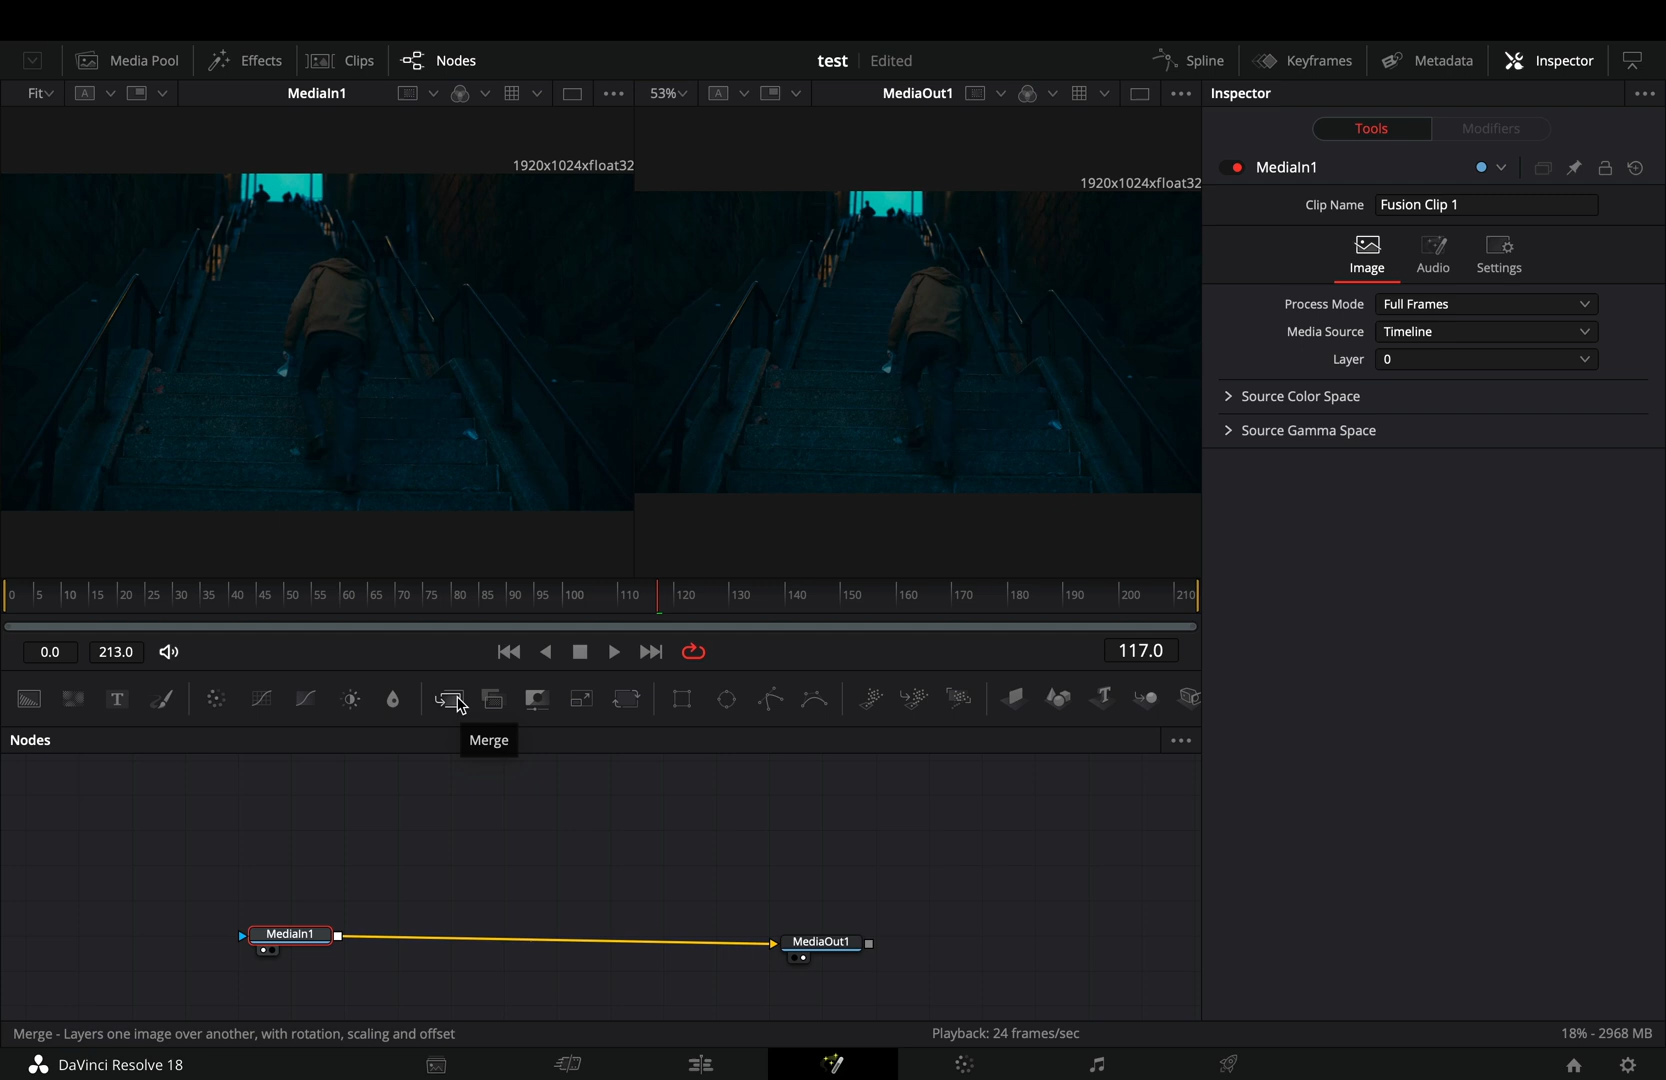 Media Pool Effects Clips Nodes test Edited Spline Keyframes Metadata Inspector
Fit A MediaIn1 53% A MediaOut1 Inspector
Tools Modifiers
1920x1024xfloat32 1920x1024xfloat32
MediaIn1
Clip Name Fusion Clip 1
Image Audio Settings
Process Mode Full Frames
Media Source Timeline
Layer 0
Source Color Space
Source Gamma Space
0 5 10 15 20 25 30 35 40 45 50 55 60 65 70 75 80 85 90 95 100 110 120 130 140 150 160 170 180 190 200 210
0.0 213.0 117.0
T T
Nodes Merge
MediaIn1 MediaOut1
Merge - Layers one image over another, with rotation, scaling and offset Playback: 24 frames/sec 18% - 2968 MB
DaVinci Resolve 18